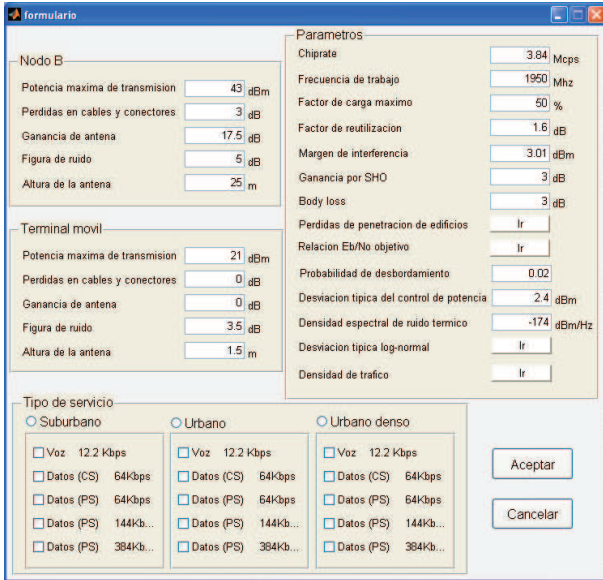 formulario
Nodo B
Potencia maxima de transmision 43 dBm
Perdidas en cables y conectores 3 dB
Ganancia de antena 17.5 dB
Figura de ruido 5 dB
Altura de la antena 25 m
Terminal movil
Potencia maxima de transmision 21 dBm
Perdidas en cables y conectores 0 dB
Ganancia de antena 0 dB
Figura de ruido 3.5 dB
Altura de la antena 1.5 m
Parametros
Chiprate 3.84 Mcps
Frecuencia de trabajo 1950 Mhz
Factor de carga maximo 50 %
Factor de reutilizacion 1.6 dB
Margen de interferencia 3.01 dBm
Ganancia por SHO 3 dB
Body loss 3 dB
Perdidas de penetracion de edificios Ir
Relacion Eb/No objetivo Ir
Probabilidad de desbordamiento 0.02
Desviacion tipica del control de potencia 2.4 dBm
Densidad espectral de ruido termico -174 dBm/Hz
Desviacion tipica log-normal Ir
Densidad de trafico Ir
Tipo de servicio
Suburbano
Voz 12.2 Kbps
Datos (CS) 64Kbps
Datos (PS) 64Kbps
Datos (PS) 144Kb...
Datos (PS) 384Kb...
Urbano
Voz 12.2 Kbps
Datos (CS) 64Kbps
Datos (PS) 64Kbps
Datos (PS) 144Kb...
Datos (PS) 384Kb...
Urbano denso
Voz 12.2 Kbps
Datos (CS) 64Kbps
Datos (PS) 64Kbps
Datos (PS) 144Kb...
Datos (PS) 384Kb...
Aceptar
Cancelar